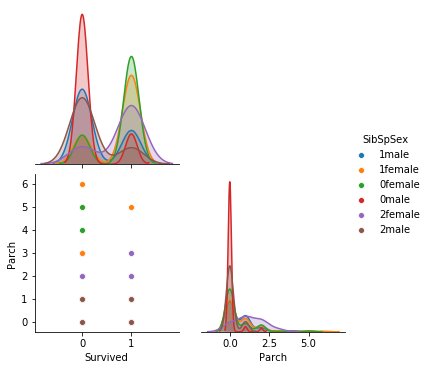 SibSpSex
1male
1female
0female
0male
2female
2male
6
5
4
3
2
1
0
Parch
0 1
Survived
0.0 2.5 5.0
Parch